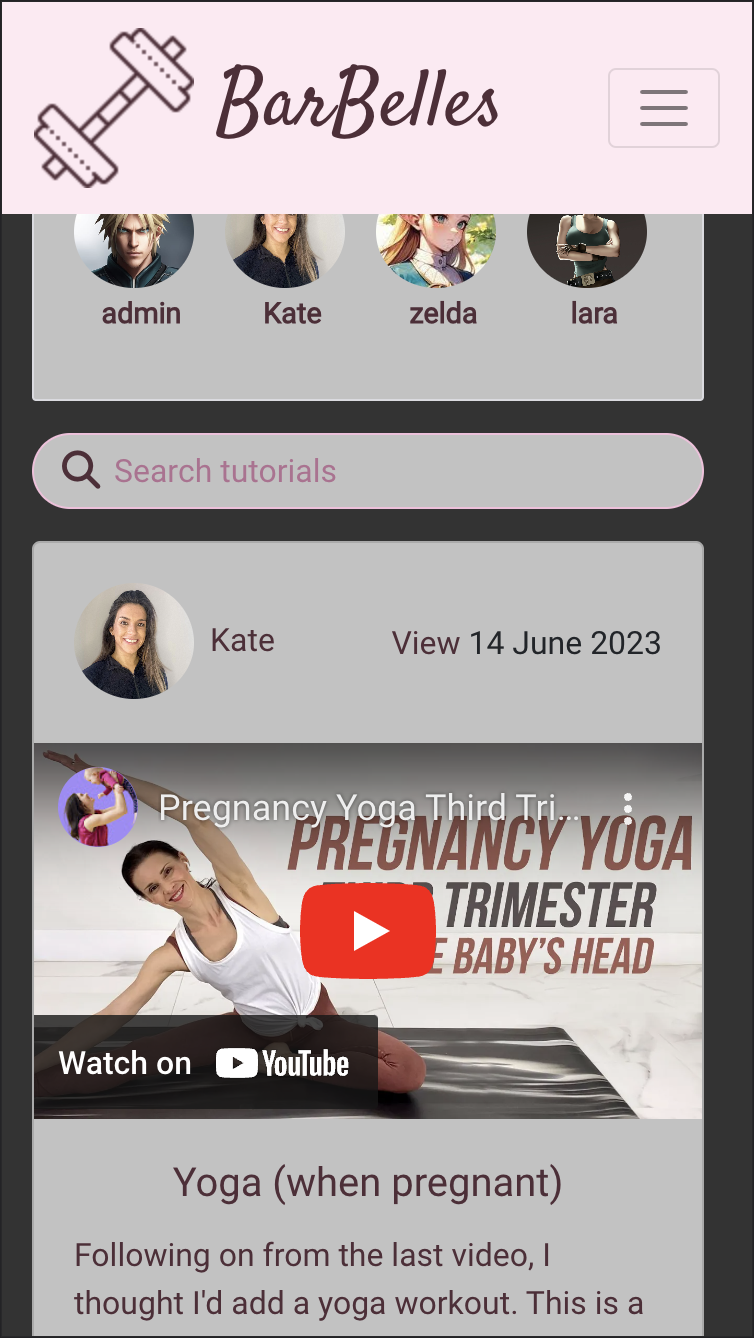 BarBelles
admin Kate zelda lara
Search tutorials
Kate View 14 June 2023
Pregnancy Yoga Third Tri...
PREGNANCY YOGA
TRIMESTER
BABY'S HEAD
Watch on YouTube
Yoga (when pregnant)
Following on from the last video, I
thought I'd add a yoga workout. This is a